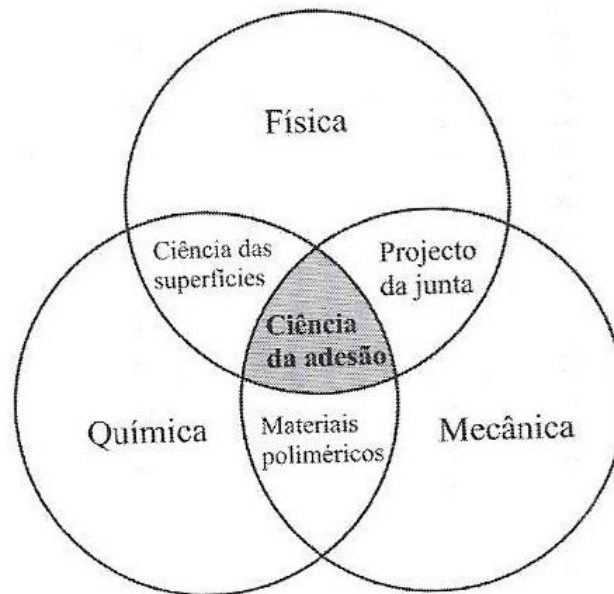 Física
Ciência das
superfícies
Projecto
da junta
Ciência
da adesão
Química
Materiais
poliméricos
Mecânica